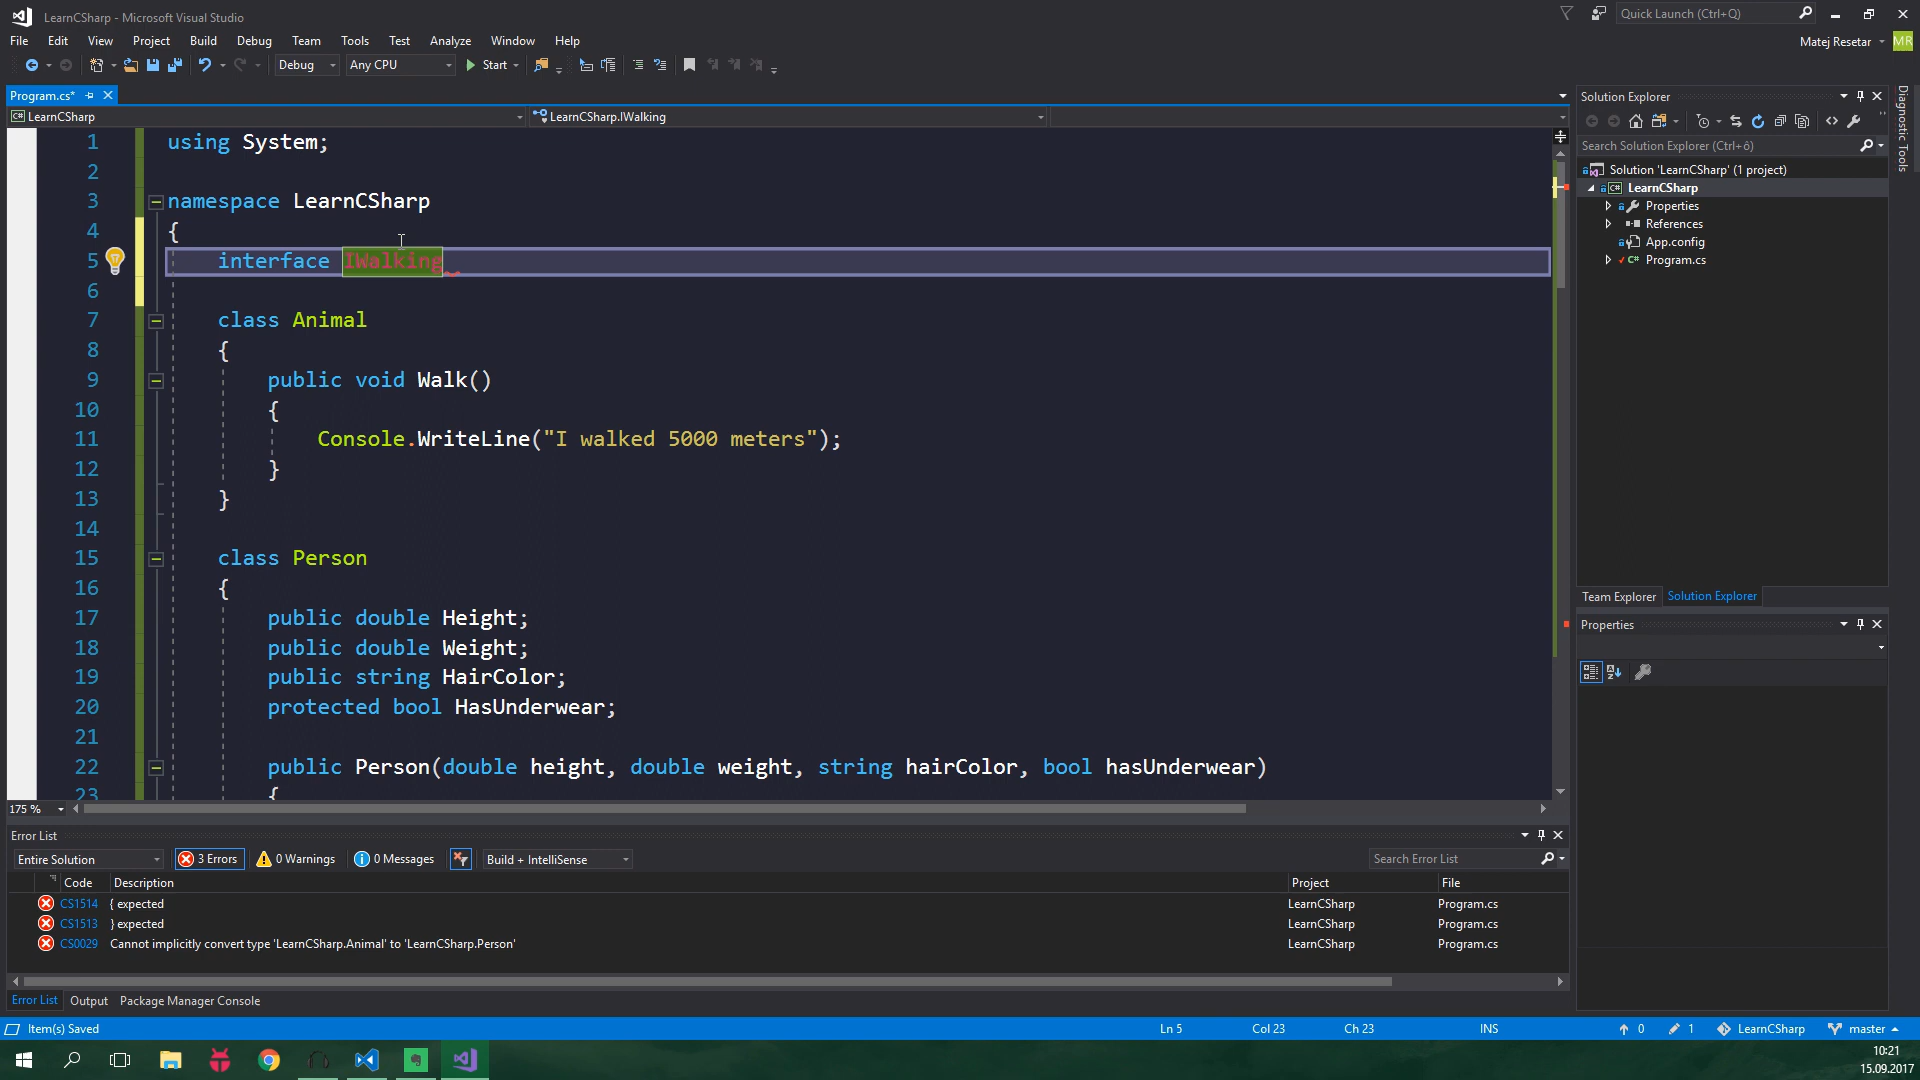 LearnCSharp - Microsoft Visual Studio
Quick Launch (Ctrl+Q)
File Edit View Project Build Debug Team Tools Test Analyze Window Help
Matej Resetar MR
Debug Any CPU Start
Program.cs*
LearnCSharp
LearnCSharp.IWalking
1 using System;
2
3 namespace LearnCSharp
4 {
5 interface IWalking
6
7 class Animal
8 {
9 public void Walk()
10 {
11 Console.WriteLine("I walked 5000 meters");
12 }
13 }
14
15 class Person
16 {
17 public double Height;
18 public double Weight;
19 public string HairColor;
20 protected bool HasUnderwear;
21
22 public Person(double height, double weight, string hairColor, bool hasUnderwear)
23 {
175 %
Solution Explorer
Search Solution Explorer (Ctrl+ô)
Solution 'LearnCSharp' (1 project)
LearnCSharp
Properties
References
App.config
Program.cs
Team Explorer Solution Explorer
Properties
Diagnostic Tools
Error List
Entire Solution 3 Errors 0 Warnings 0 Messages Build + IntelliSense Search Error List
Code Description Project File
CS1514 { expected LearnCSharp Program.cs
CS1513 } expected LearnCSharp Program.cs
CS0029 Cannot implicitly convert type 'LearnCSharp.Animal' to 'LearnCSharp.Person' LearnCSharp Program.cs
Error List Output Package Manager Console
Item(s) Saved Ln 5 Col 23 Ch 23 INS 0 1 LearnCSharp master
10:21
15.09.2017